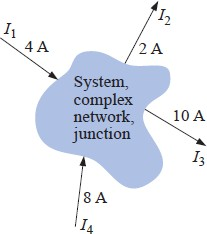 I₂
I₁
4 A
2 A
System,
complex
network,
junction
10 A
I₃
8 A
I₄